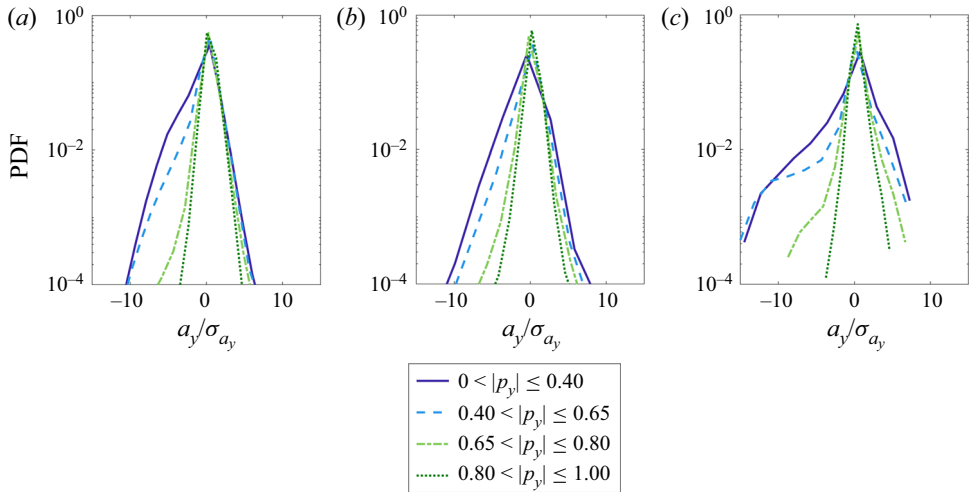 (a)
(b)
(c)
10^0
10^−2
10^−4
PDF
−10 0 10
a_y/σ_{a_y}
10^0
10^−2
10^−4
−10 0 10
a_y/σ_{a_y}
10^0
10^−2
10^−4
−10 0 10
a_y/σ_{a_y}
0 < |p_y| ≤ 0.40
0.40 < |p_y| ≤ 0.65
0.65 < |p_y| ≤ 0.80
0.80 < |p_y| ≤ 1.00